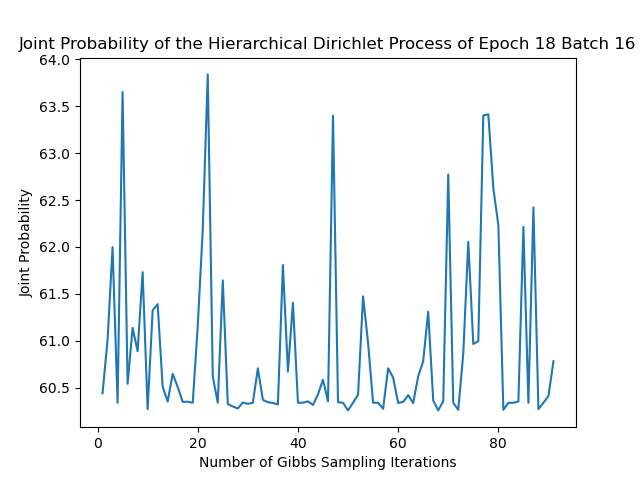 Joint Probability of the Hierarchical Dirichlet Process of Epoch 18 Batch 16
64.0
63.5
63.0
62.5
62.0
61.5
61.0
60.5
Joint Probability
0 20 40 60 80
Number of Gibbs Sampling Iterations